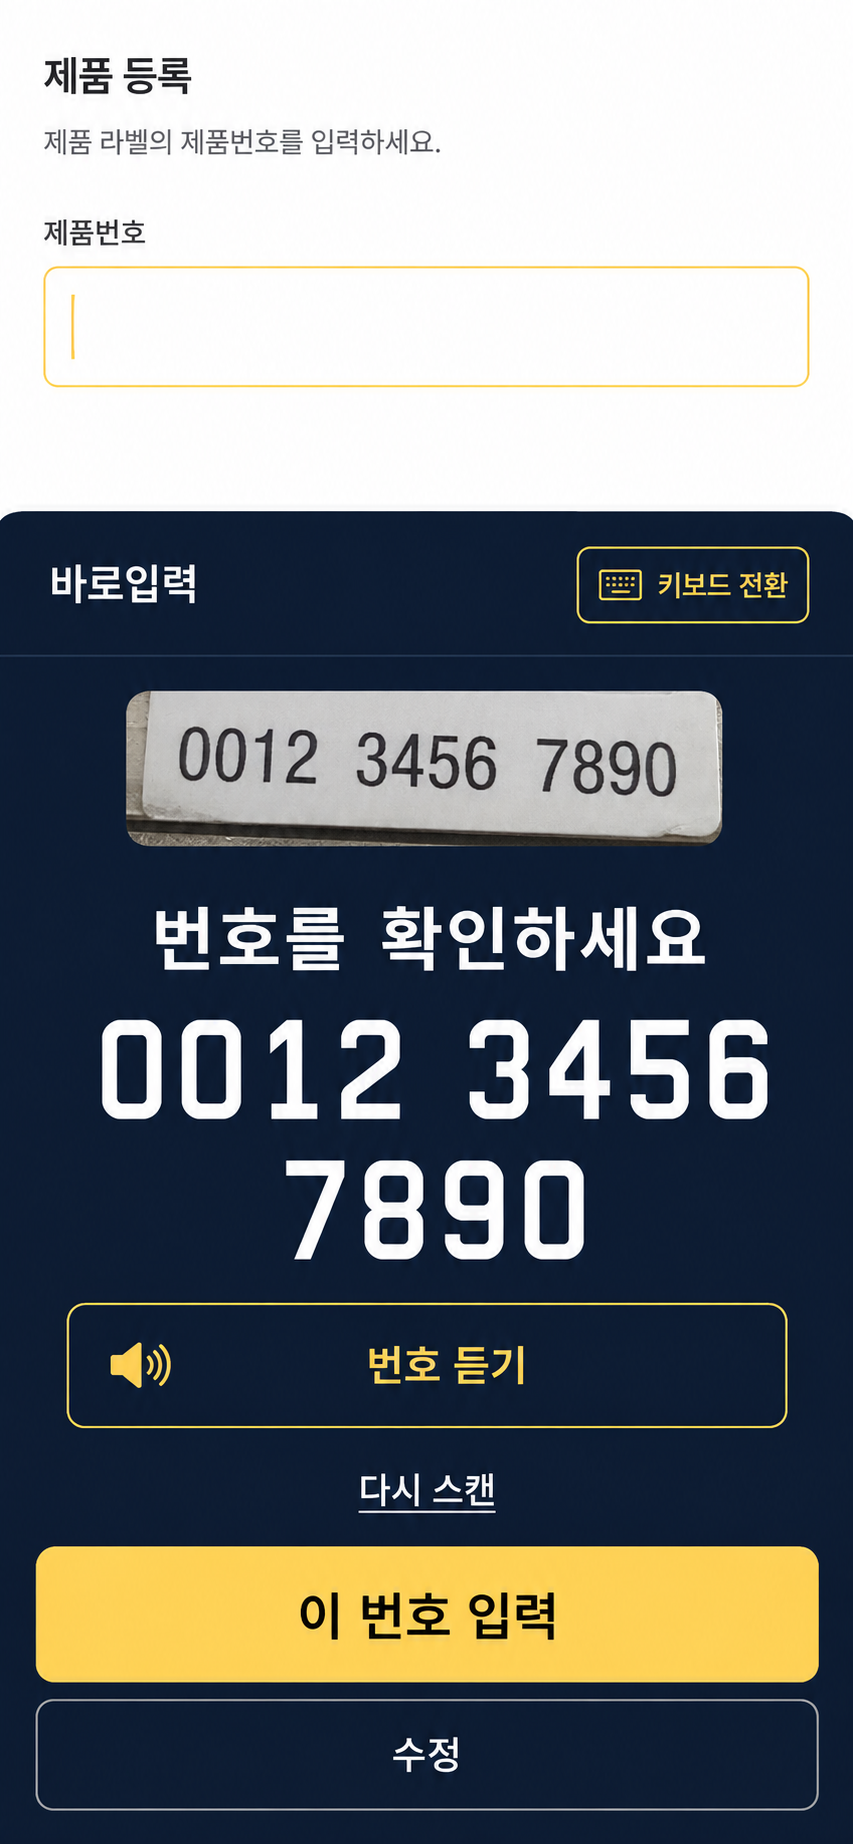 제품 등록
제품 라벨의 제품번호를 입력하세요.
제품번호
바로입력
키보드 전환
0012 3456 7890
번호를 확인하세요
0012 3456
7890
번호 듣기
다시 스캔
이 번호 입력
수정